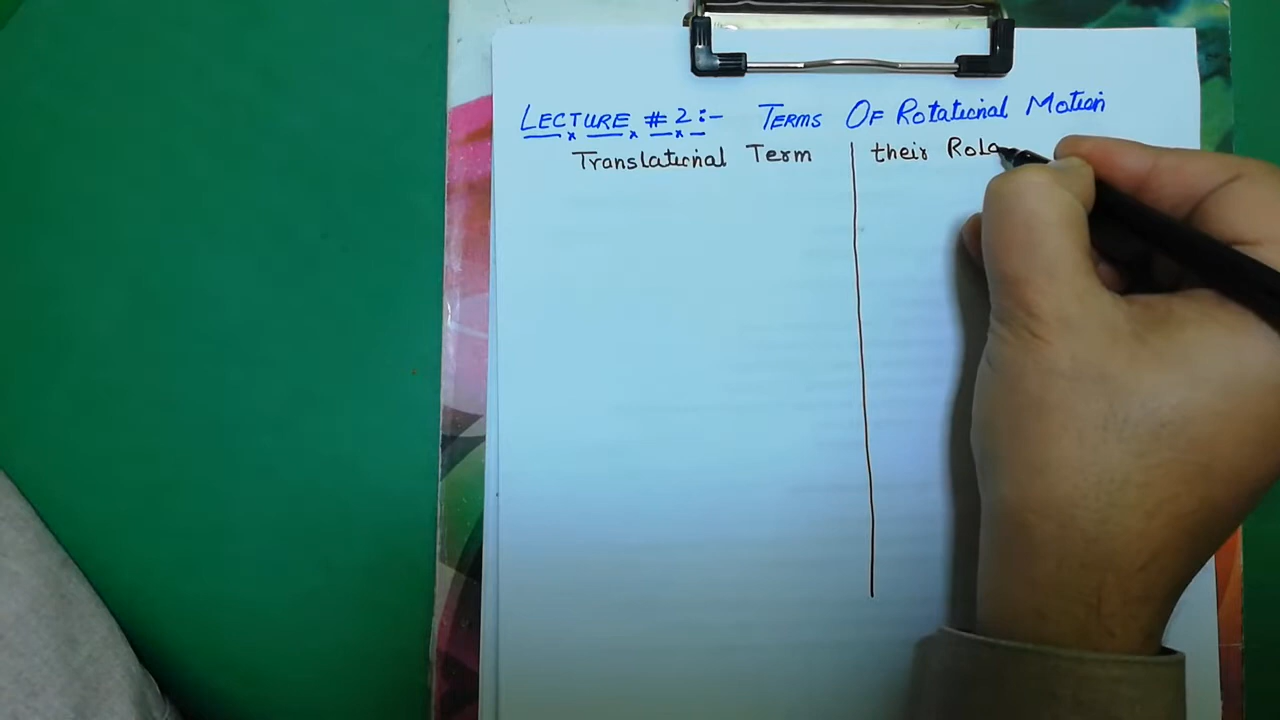 LECTURE # 2:- TERMS OF Rotational Motion
Translational Term their Rota